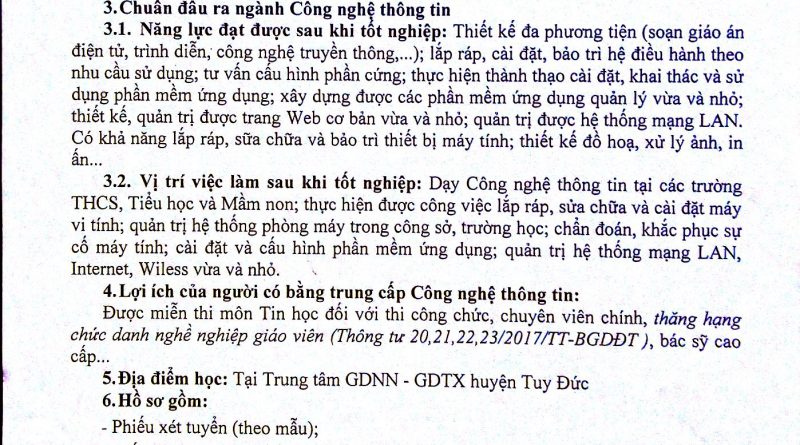 3.Chuẩn đầu ra ngành Công nghệ thông tin
3.1. Năng lực đạt được sau khi tốt nghiệp: Thiết kế đa phương tiện (soạn giáo án
điện tử, trình diễn, công nghệ truyền thông,...); lắp ráp, cài đặt, bảo trì hệ điều hành theo
nhu cầu sử dụng; tư vấn cấu hình phần cứng; thực hiện thành thạo cài đặt, khai thác và sử
dụng phần mềm ứng dụng; xây dựng được các phần mềm ứng dụng quản lý vừa và nhỏ;
thiết kế, quản trị được trang Web cơ bản vừa và nhỏ; quản trị được hệ thống mạng LAN.
Có khả năng lắp ráp, sữa chữa và bảo trì thiết bị máy tính; thiết kế đồ hoạ, xử lý ảnh, in
ấn...
3.2. Vị trí việc làm sau khi tốt nghiệp: Dạy Công nghệ thông tin tại các trường
THCS, Tiểu học và Mầm non; thực hiện được công việc lắp ráp, sửa chữa và cài đặt máy
vi tính; quản trị hệ thống phòng máy trong công sở, trường học; chẩn đoán, khắc phục sự
cố máy tính; cài đặt và cấu hình phần mềm ứng dụng; quản trị hệ thống mạng LAN,
Internet, Wiless vừa và nhỏ.
4.Lợi ích của người có bằng trung cấp Công nghệ thông tin:
Được miễn thi môn Tin học đối với thi công chức, chuyên viên chính, thăng hạng
chức danh nghề nghiệp giáo viên (Thông tư 20,21,22,23/2017/TT-BGDĐT ), bác sỹ cao
cấp...
5.Địa điểm học: Tại Trung tâm GDNN - GDTX huyện Tuy Đức
6.Hồ sơ gồm:
- Phiếu xét tuyển (theo mẫu);